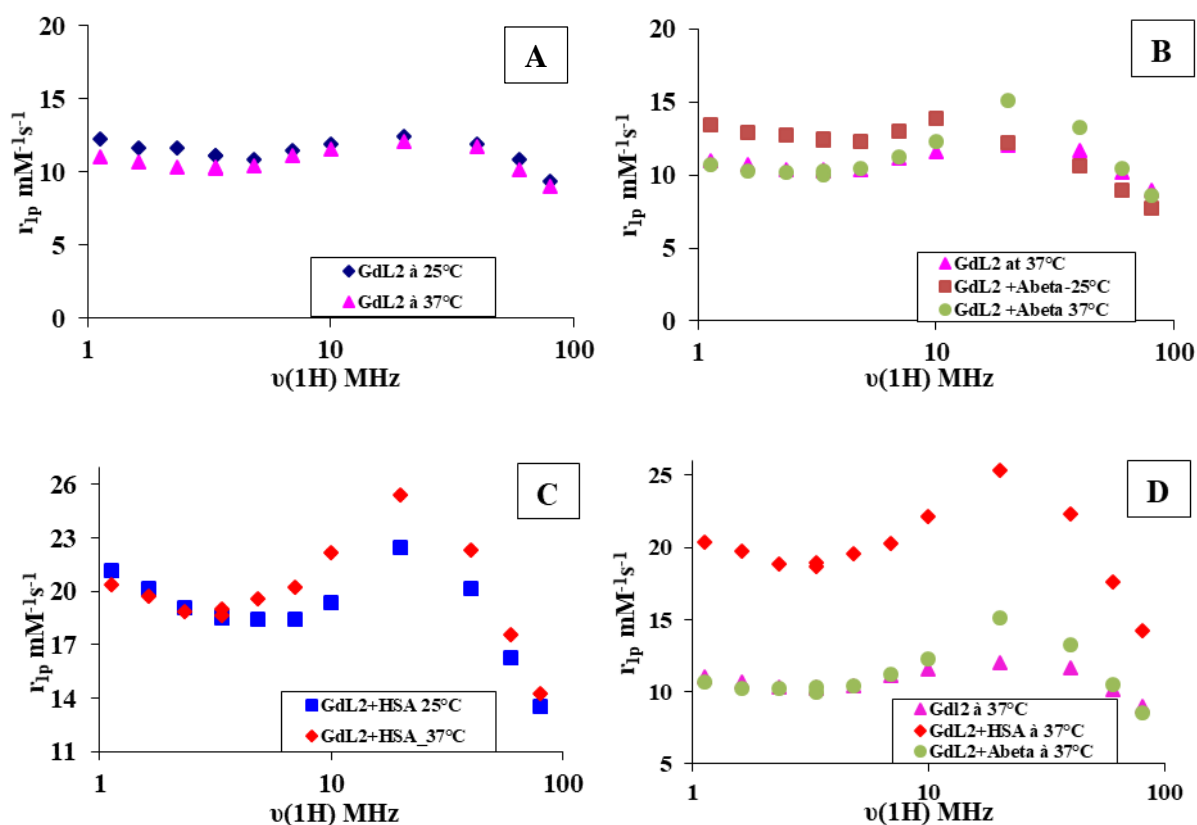 A
20
15
10
5
0
r1p mM-1s-1
GdL2 à 25°C
GdL2 à 37°C
1
10
100
υ(1H) MHz
B
20
15
10
5
0
r1p mM-1s-1
GdL2 at 37°C
GdL2 +Abeta-25°C
GdL2 +Abeta 37°C
1
10
100
υ(1H) MHz
C
26
23
20
17
14
11
r1p mM-1s-1
GdL2+HSA 25°C
GdL2+HSA_37°C
1
10
100
υ(1H) MHz
D
25
20
15
10
5
r1p mM-1s-1
Gdl2 à 37°C
GdL2+HSA à 37°C
GdL2+Abeta à 37°C
1
10
100
υ(1H) MHz